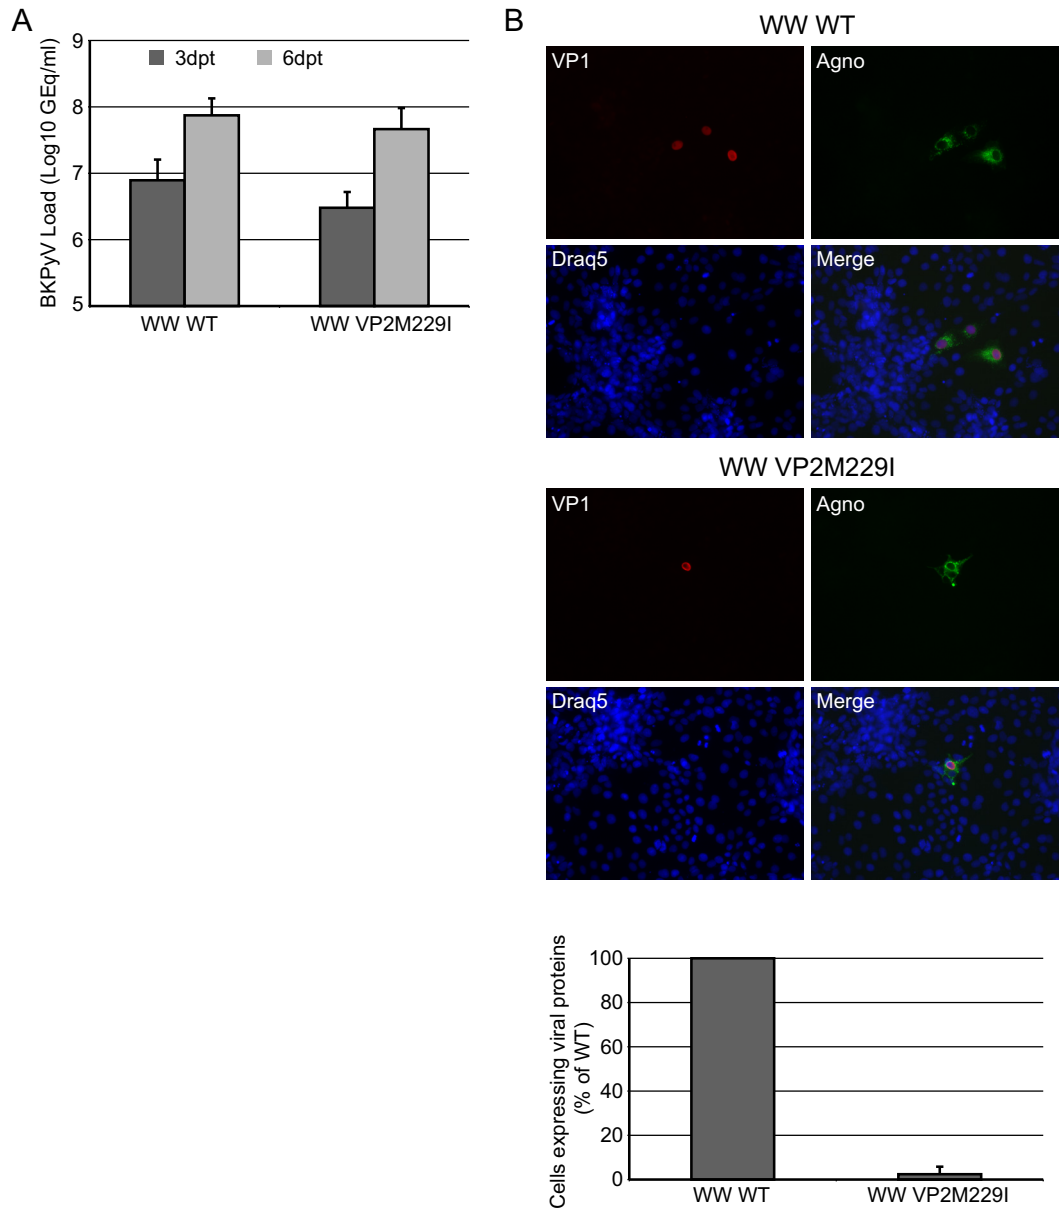 A
BKPyV Load (Log10 GEq/ml)
9
8
7
6
5
3dpt 6dpt
WW WT WW VP2M229I
B
WW WT
VP1 Agno
Draq5 Merge
WW VP2M229I
VP1 Agno
Draq5 Merge
Cells expressing viral proteins
(% of WT)
100
80
60
40
20
0
WW WT WW VP2M229I